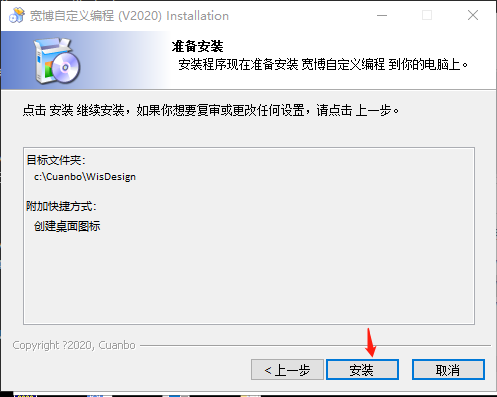 宽博自定义编程 (V2020) Installation
准备安装
安装程序现在准备安装 宽博自定义编程 到你的电脑上。
点击 安装 继续安装，如果你想要复审或更改任何设置，请点击 上一步。
目标文件夹：
c:\Cuanbo\WisDesign
附加快捷方式：
创建桌面图标
Copyright ?2020, Cuanbo
< 上一步
安装
取消